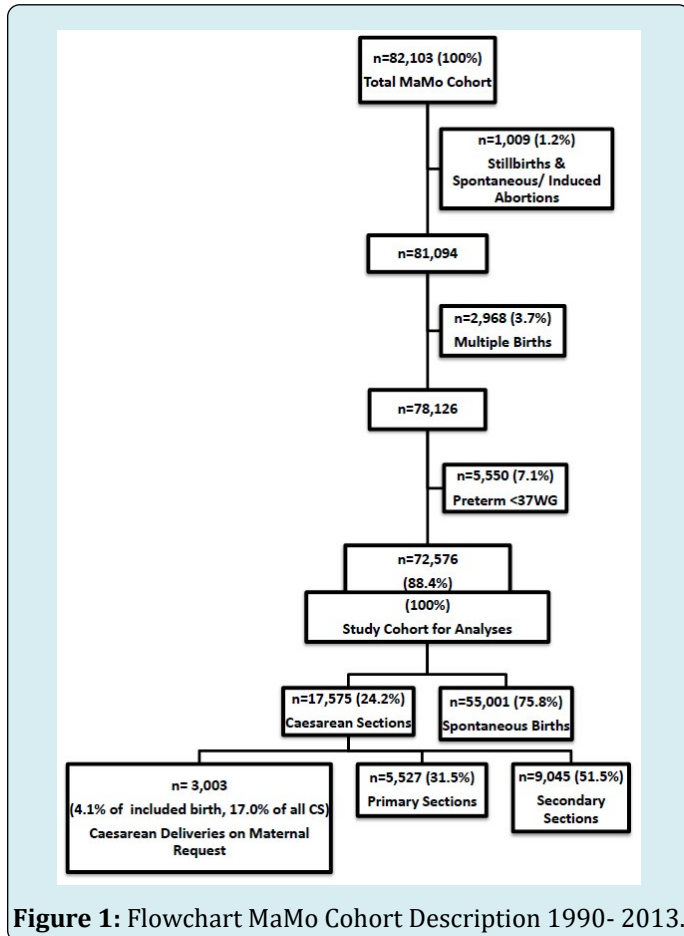 n=82,103 (100%)
Total MaMo Cohort
n=1,009 (1.2%)
Stillbirths &
Spontaneous/ Induced
Abortions
n=81,094
n=2,968 (3.7%)
Multiple Births
n=78,126
n=5,550 (7.1%)
Preterm <37WG
n=72,576
(88.4%)
(100%)
Study Cohort for Analyses
n=17,575 (24.2%)
Caesarean Sections
n=55,001 (75.8%)
Spontaneous Births
n= 3,003
(4.1% of included birth, 17.0% of all CS)
Caesarean Deliveries on Maternal
Request
n=5,527 (31.5%)
Primary Sections
n=9,045 (51.5%)
Secondary
Sections
Figure 1: Flowchart MaMo Cohort Description 1990- 2013.